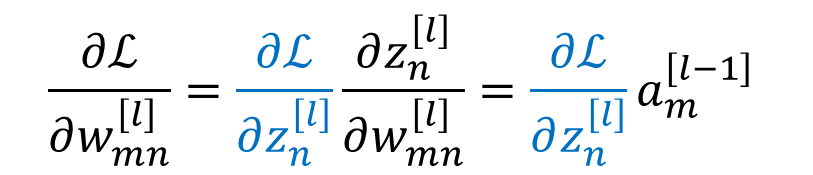 ∂ℒ/∂w_{mn}^{[l]} = ∂ℒ/∂z_n^{[l]} ∂z_n^{[l]}/∂w_{mn}^{[l]} = ∂ℒ/∂z_n^{[l]} a_m^{[l−1]}